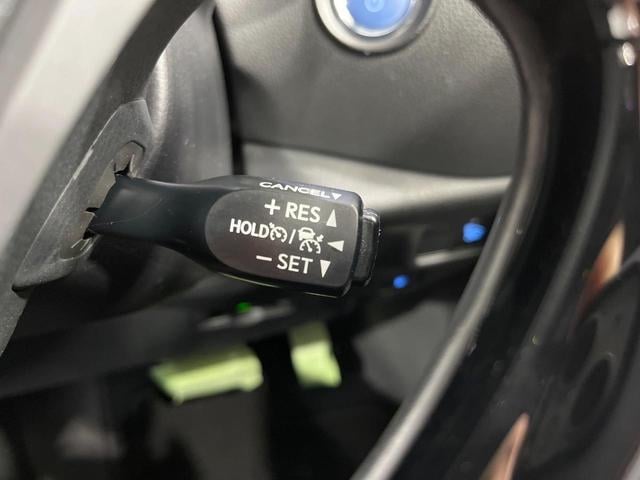 CANCEL▼
+ RES ▲
HOLD / ◄
− SET ▼